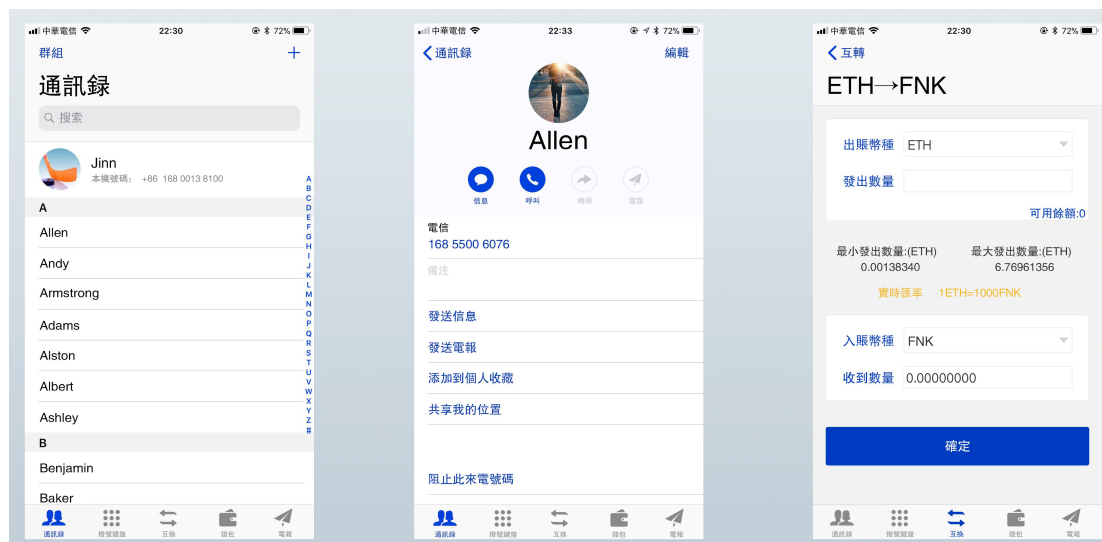 中華電信
22:30
72%
群組
+
通訊録
搜索
Jinn
本機號碼： +86 168 0013 8100
A
Allen
Andy
Armstrong
Adams
Alston
Albert
Ashley
B
Benjamin
Baker
A
B
C
D
E
F
G
H
I
J
K
L
M
N
O
P
Q
R
S
T
U
V
W
X
Y
Z
#
通訊録
撥號鍵盤
互換
錢包
電報
中華電信
22:33
72%
通訊録
編輯
Allen
信息
呼叫
轉賬
電報
電信
168 5500 6076
備注
發送信息
發送電報
添加到個人收藏
共享我的位置
阻止此來電號碼
通訊録
撥號鍵盤
互換
錢包
電報
中華電信
22:30
72%
互轉
ETH→FNK
出賬幣種 ETH
發出數量
可用餘額:0
最小發出數量:(ETH) 最大發出數量:(ETH)
0.00138340 6.76961356
實時匯率 1ETH=1000FNK
入賬幣種 FNK
收到數量 0.00000000
確定
通訊録
撥號鍵盤
互換
錢包
電報